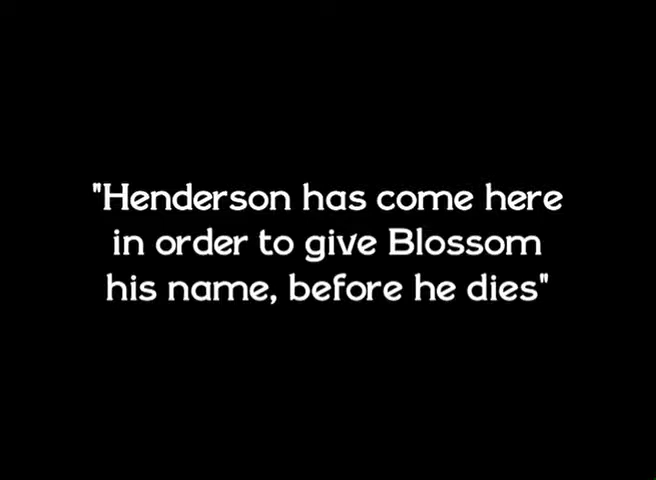 "Henderson has come here
in order to give Blossom
his name, before he dies"